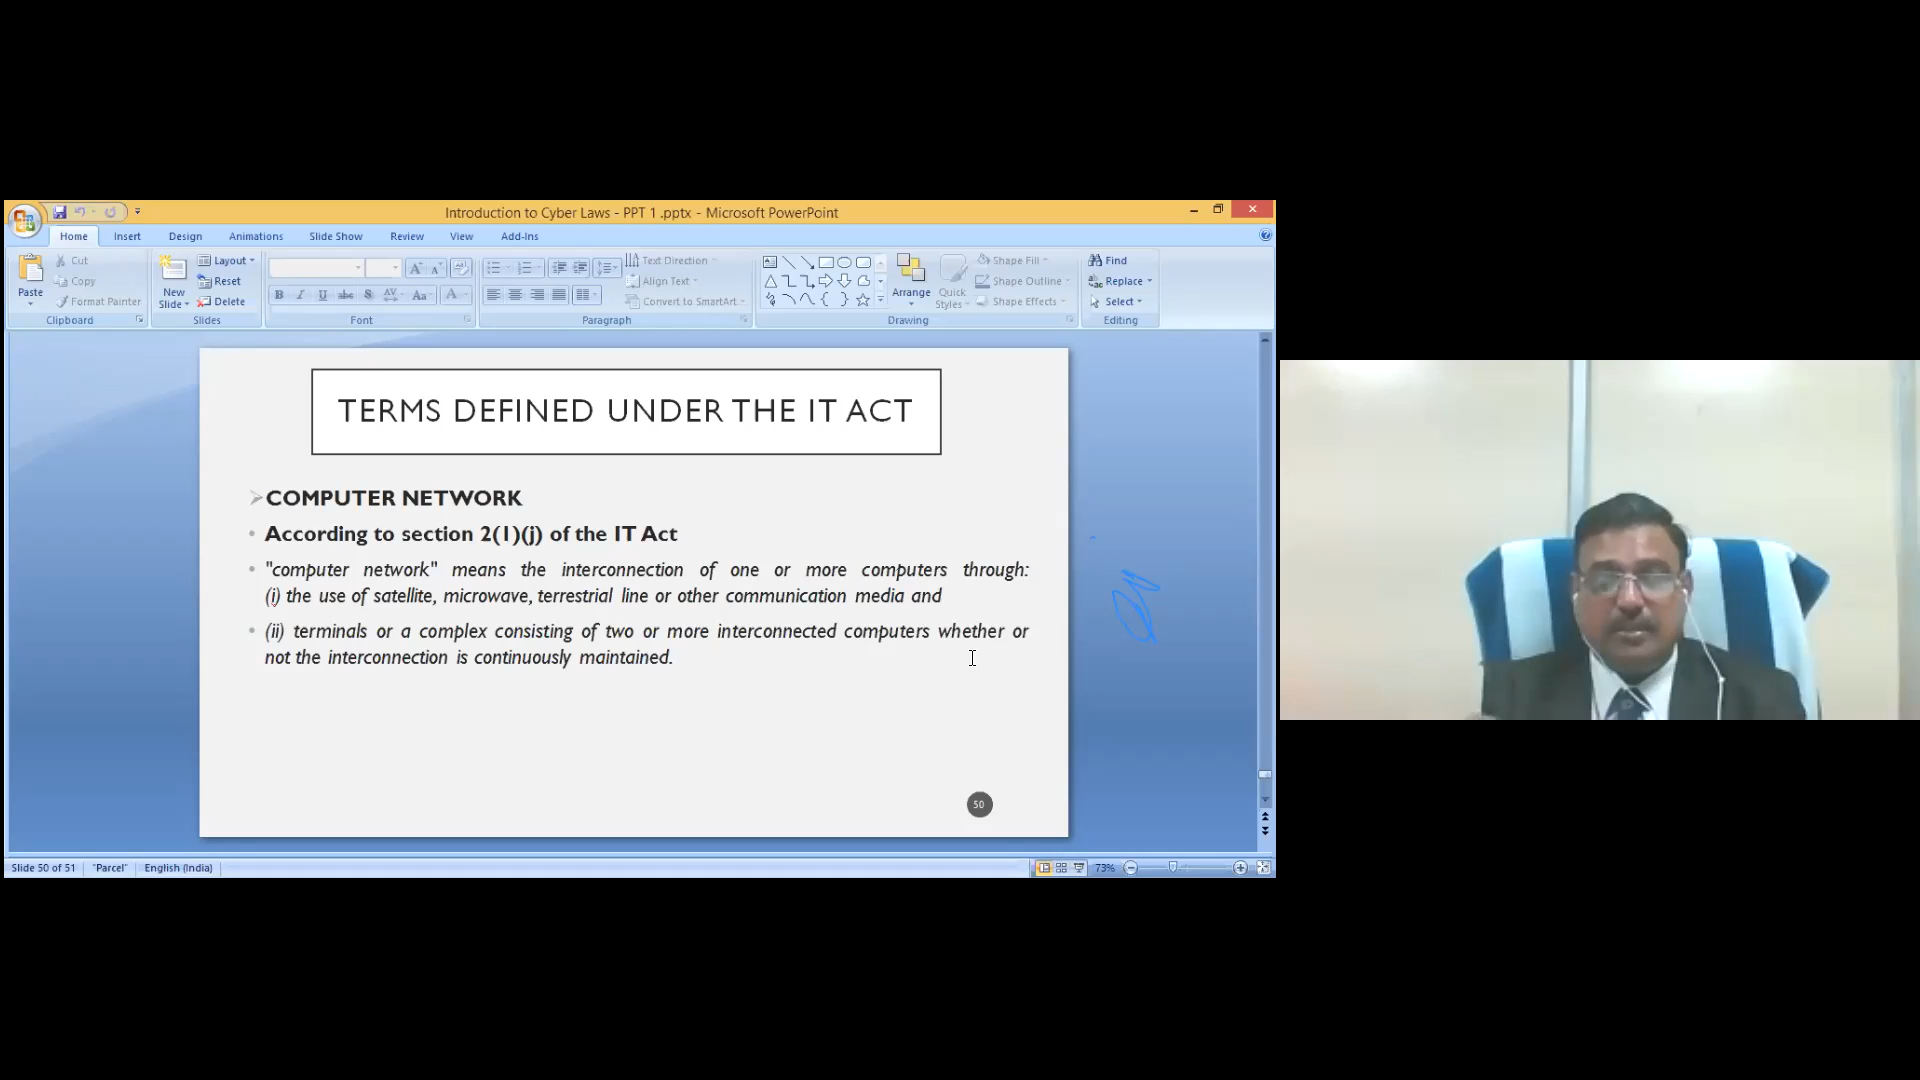 Introduction to Cyber Laws - PPT 1 .pptx - Microsoft PowerPoint
Home Insert Design Animations Slide Show Review View Add-Ins
Cut
Copy
Format Painter
Paste
Clipboard
New Slide
Layout
Reset
Delete
Slides
Font
Text Direction
Align Text
Convert to SmartArt
Paragraph
Arrange
Quick Styles
Shape Fill
Shape Outline
Shape Effects
Drawing
Find
Replace
Select
Editing
TERMS DEFINED UNDER THE IT ACT
COMPUTER NETWORK
• According to section 2(1)(j) of the IT Act
• "computer network" means the interconnection of one or more computers through:
(i) the use of satellite, microwave, terrestrial line or other communication media and
• (ii) terminals or a complex consisting of two or more interconnected computers whether or
not the interconnection is continuously maintained.
50
Slide 50 of 51 "Parcel" English (India) 73%